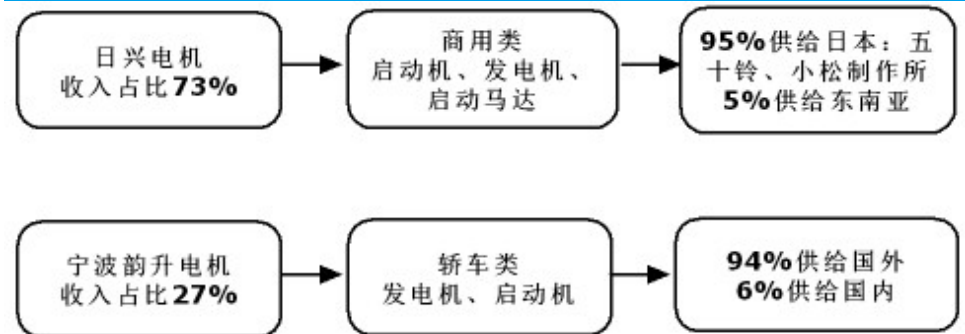 日兴电机
收入占比73%
商用类
启动机、发电机、
启动马达
95%供给日本：五
十铃、小松制作所
5%供给东南亚
宁波韵升电机
收入占比27%
轿车类
发电机、启动机
94%供给国外
6%供给国内